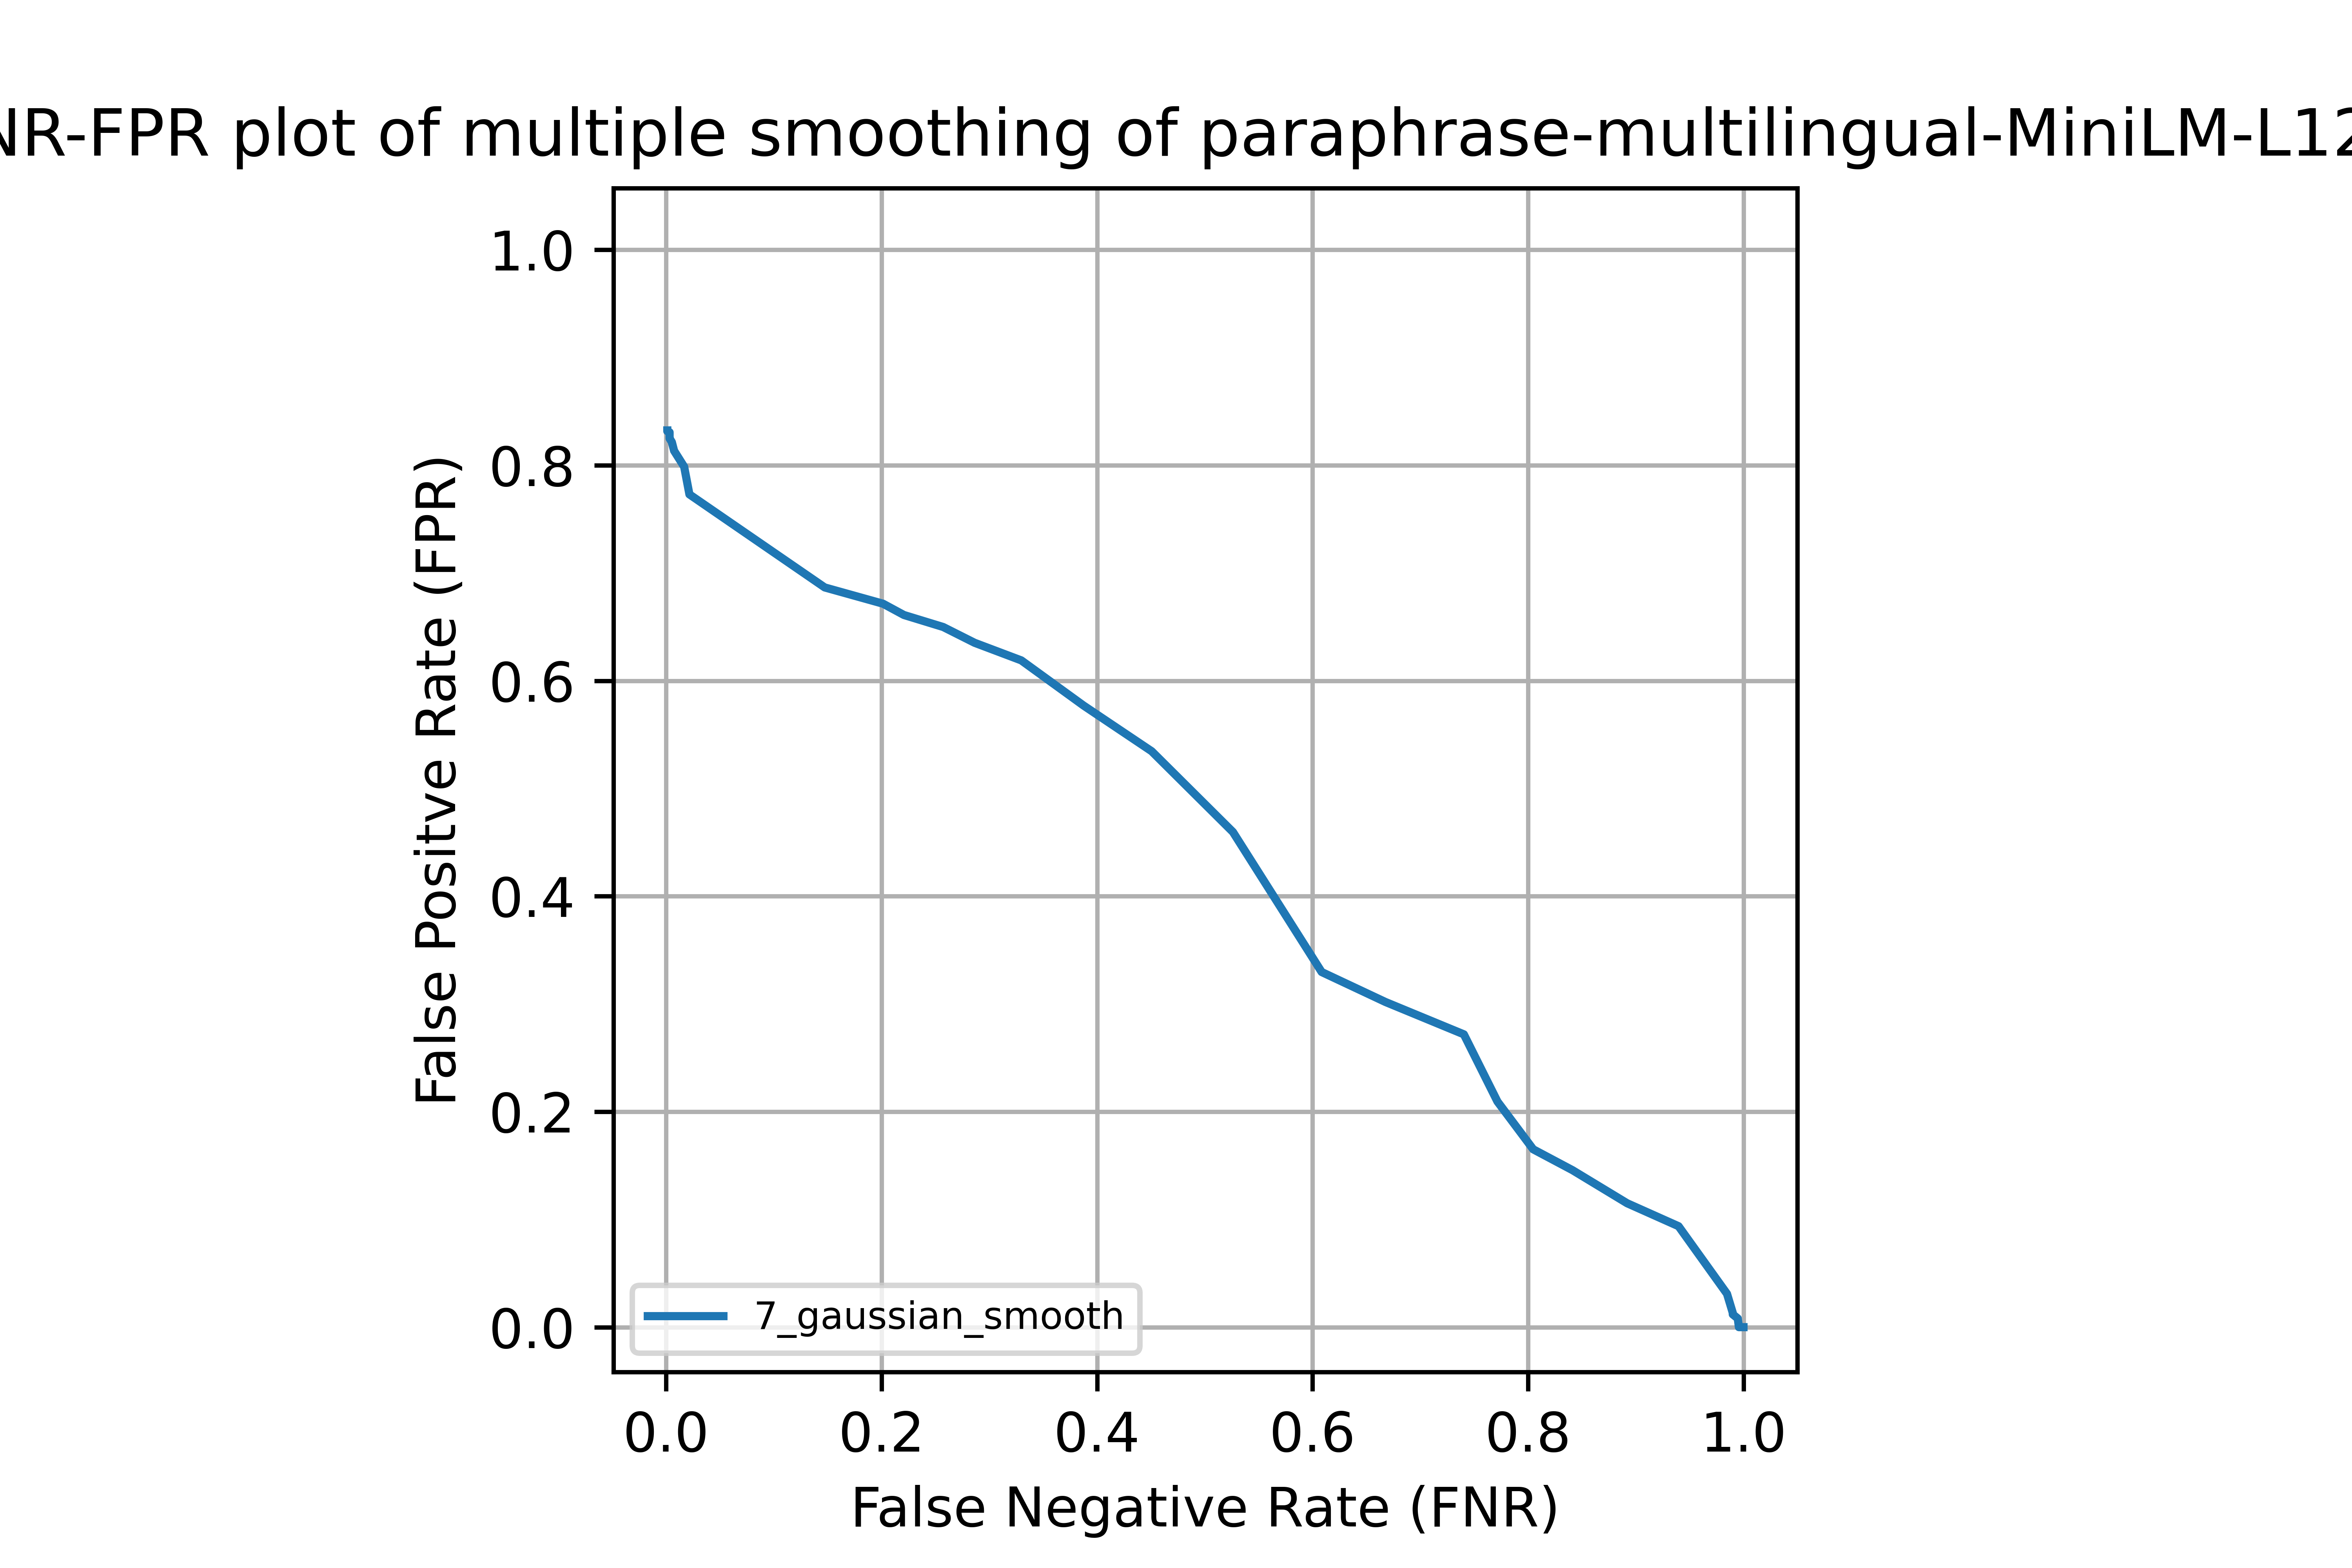 NR-FPR plot of multiple smoothing of paraphrase-multilingual-MiniLM-L12
False Positve Rate (FPR)
1.0
0.8
0.6
0.4
0.2
0.0
7_gaussian_smooth
0.0 0.2 0.4 0.6 0.8 1.0
False Negative Rate (FNR)